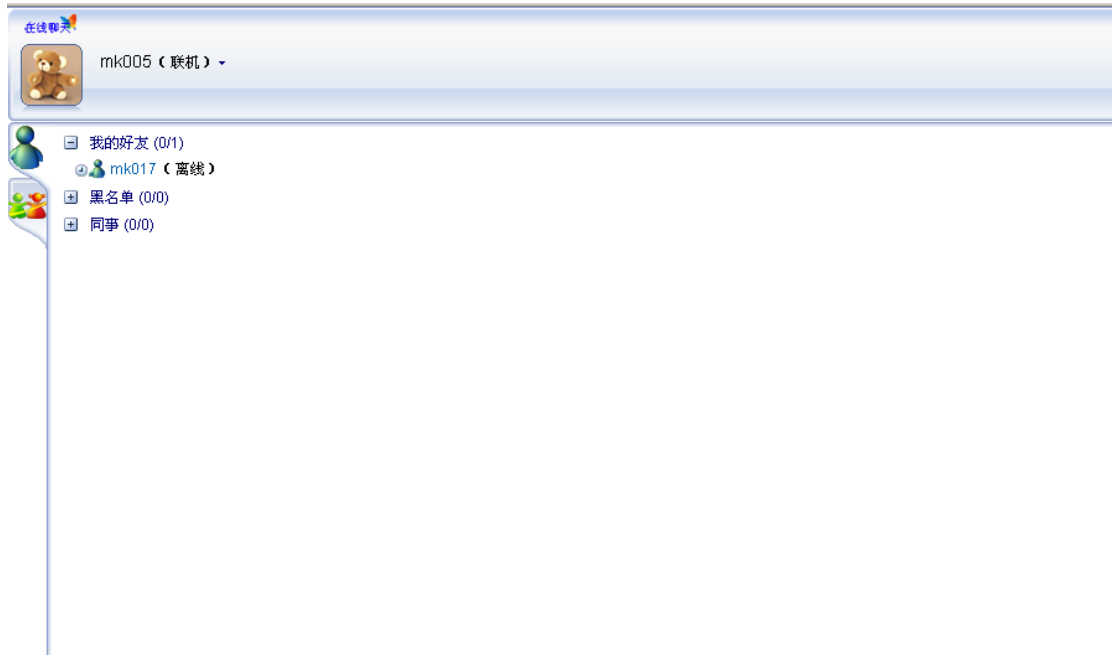 在线聊天
mk005（联机）
我的好友 (0/1)
mk017（离线）
黑名单 (0/0)
同事 (0/0)